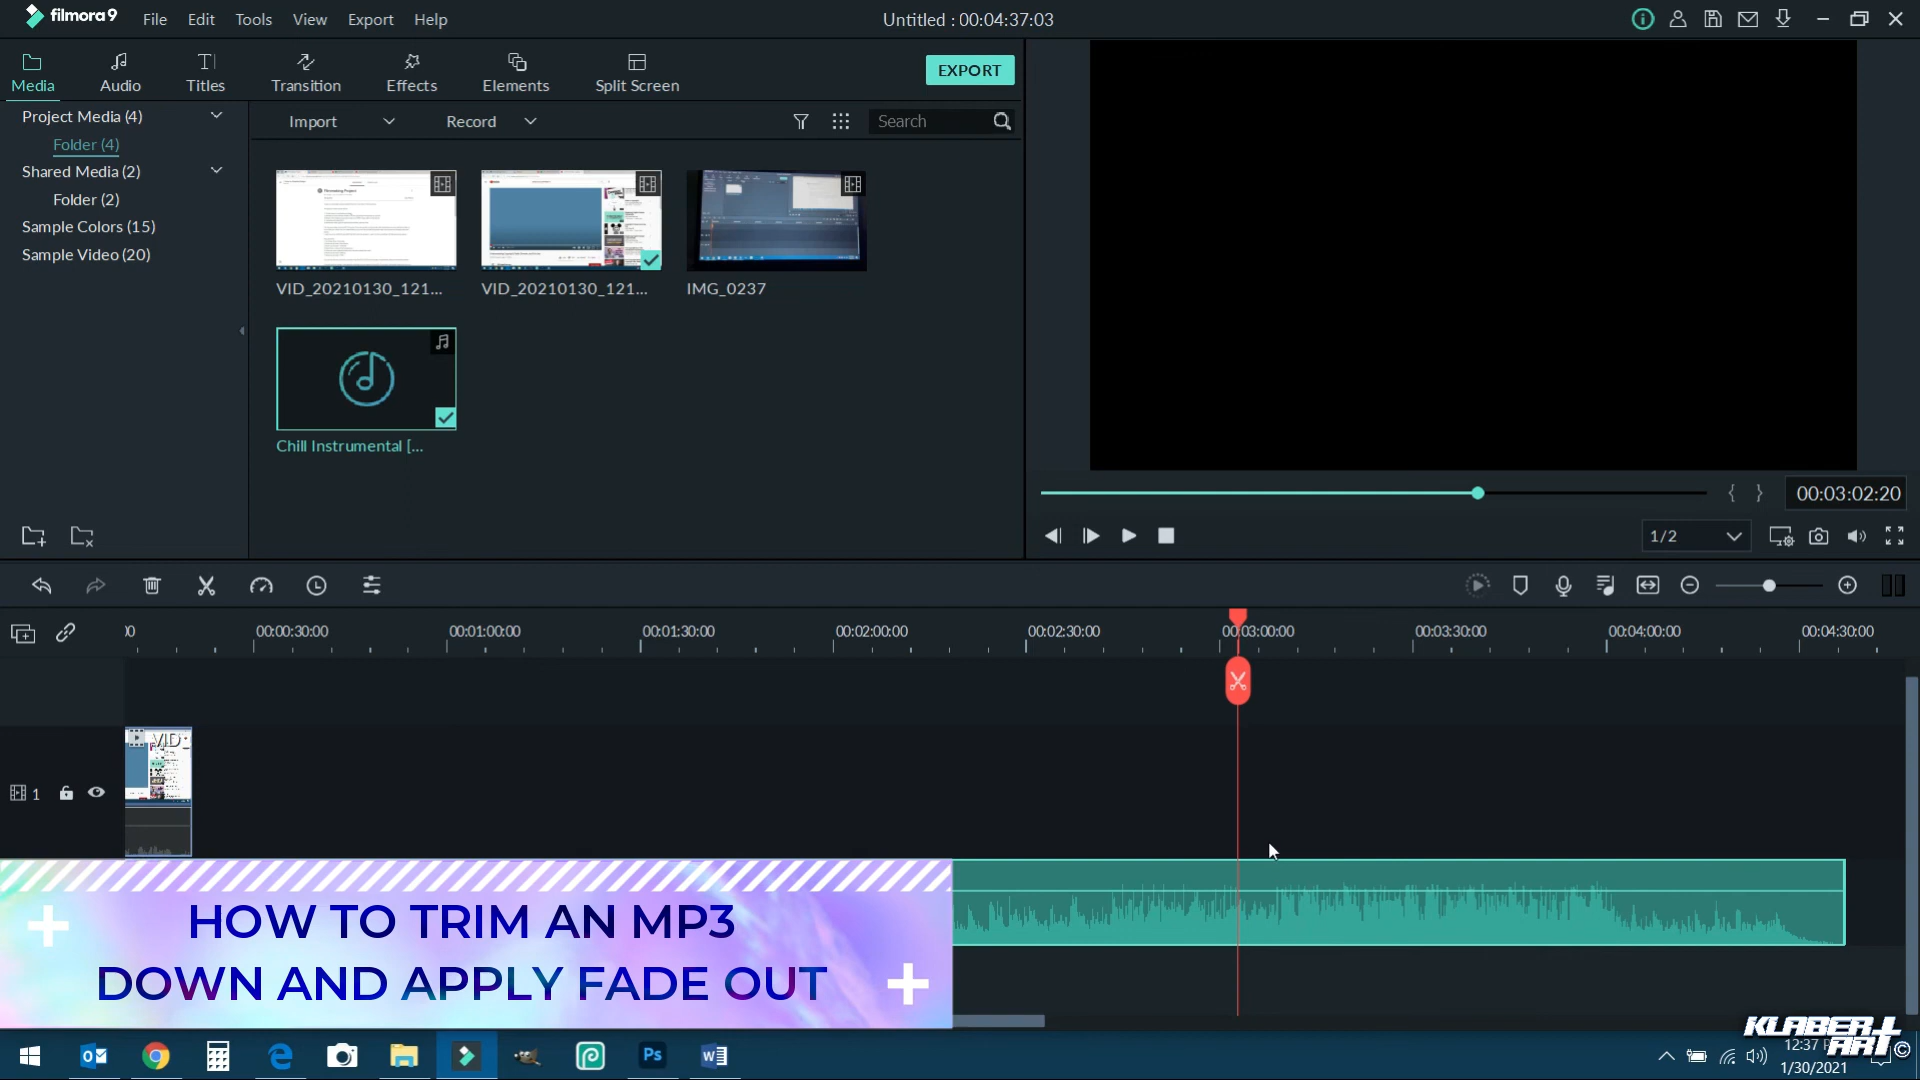 filmora9
File Edit Tools View Export Help
Untitled : 00:04:37:03
Media Audio Titles Transition Effects Elements Split Screen
EXPORT
Project Media (4)
Folder (4)
Shared Media (2)
Folder (2)
Sample Colors (15)
Sample Video (20)
Import Record Search
VID_20210130_121... VID_20210130_121... IMG_0237
Chill Instrumental [...
00:03:02:20
1/2
00:00:30:00 00:01:00:00 00:01:30:00 00:02:00:00 00:02:30:00 00:03:00:00 00:03:30:00 00:04:00:00 00:04:30:00
VID_
1
HOW TO TRIM AN MP3
DOWN AND APPLY FADE OUT
KLABER ART ©
Ps
12:37
1/30/2021